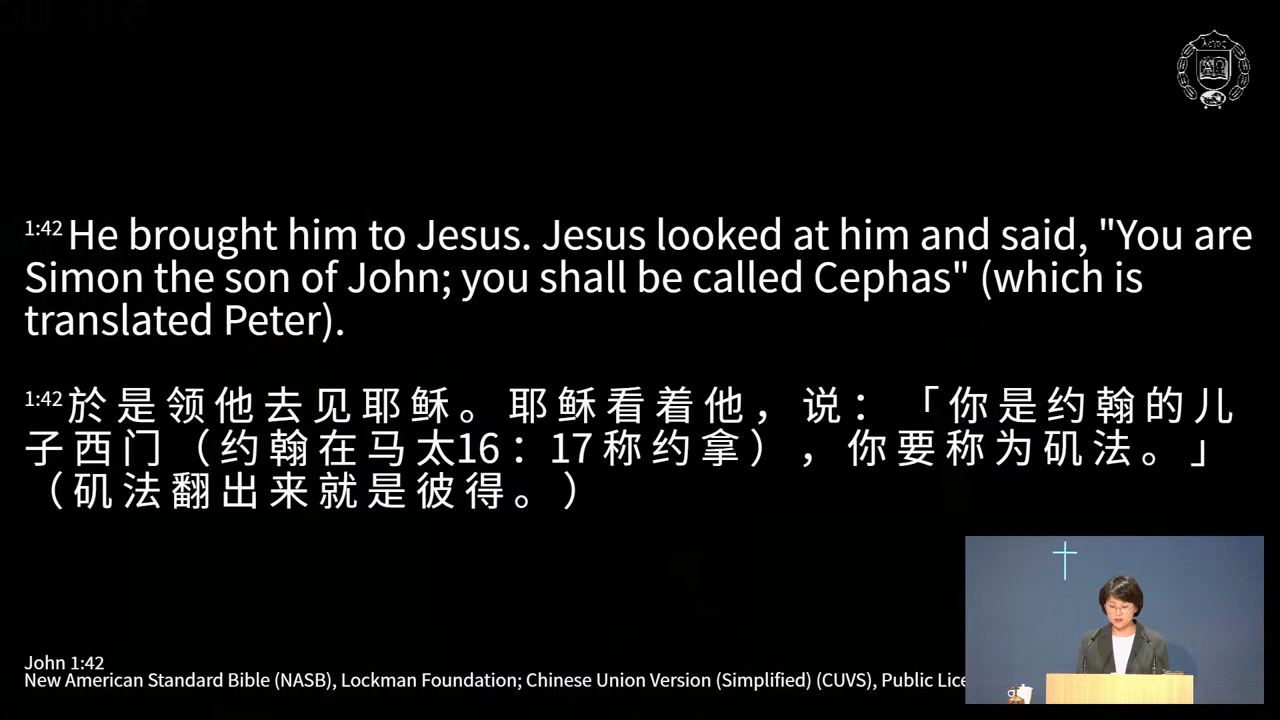 λόγος
1:42 He brought him to Jesus. Jesus looked at him and said, "You are
Simon the son of John; you shall be called Cephas" (which is
translated Peter).
1:42 於是领他去见耶稣。耶稣看着他，说：「你是约翰的儿
子西门（约翰在马太16：17称约拿），你要称为矶法。」
（矶法翻出来就是彼得。）
John 1:42
New American Standard Bible (NASB), Lockman Foundation; Chinese Union Version (Simplified) (CUVS), Public Lice